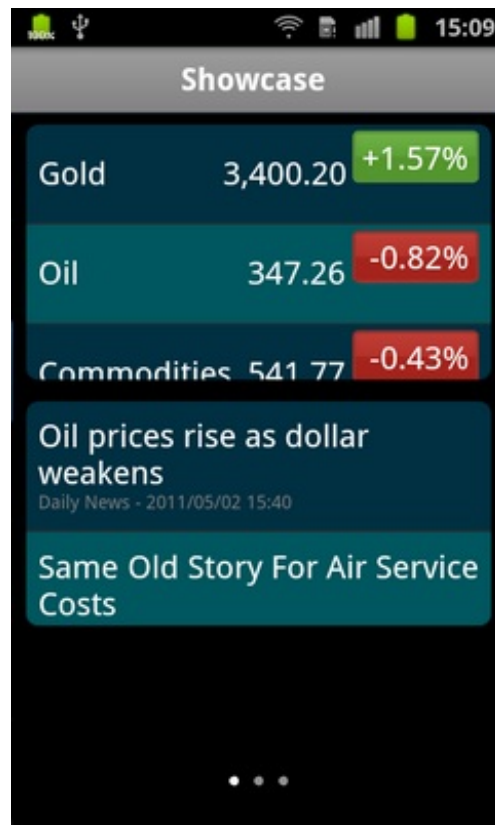 100%
15:09
Showcase
Gold 3,400.20 +1.57%
Oil 347.26 -0.82%
Commodities 541.77 -0.43%
Oil prices rise as dollar
weakens
Daily News - 2011/05/02 15:40
Same Old Story For Air Service
Costs